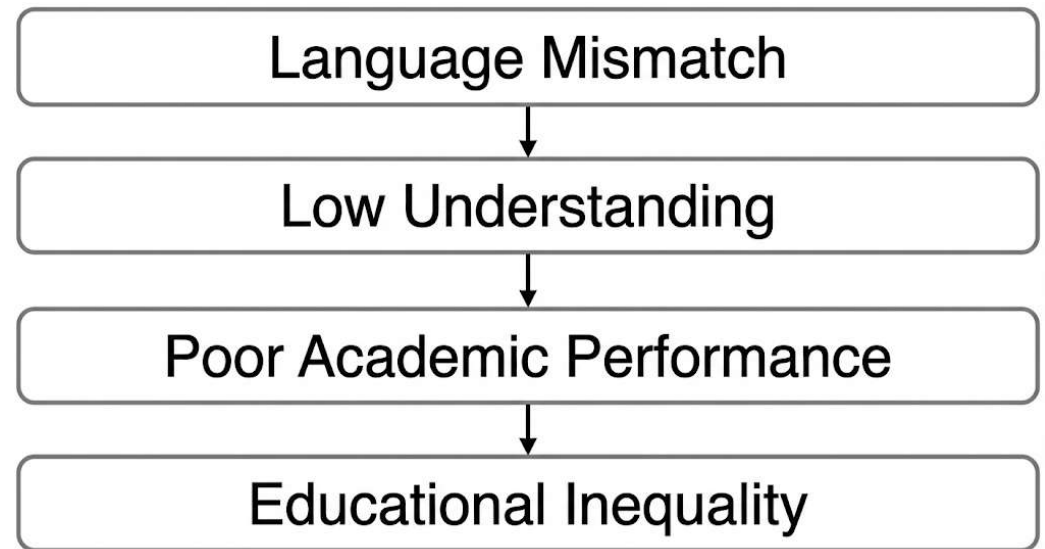 Language Mismatch
Low Understanding
Poor Academic Performance
Educational Inequality